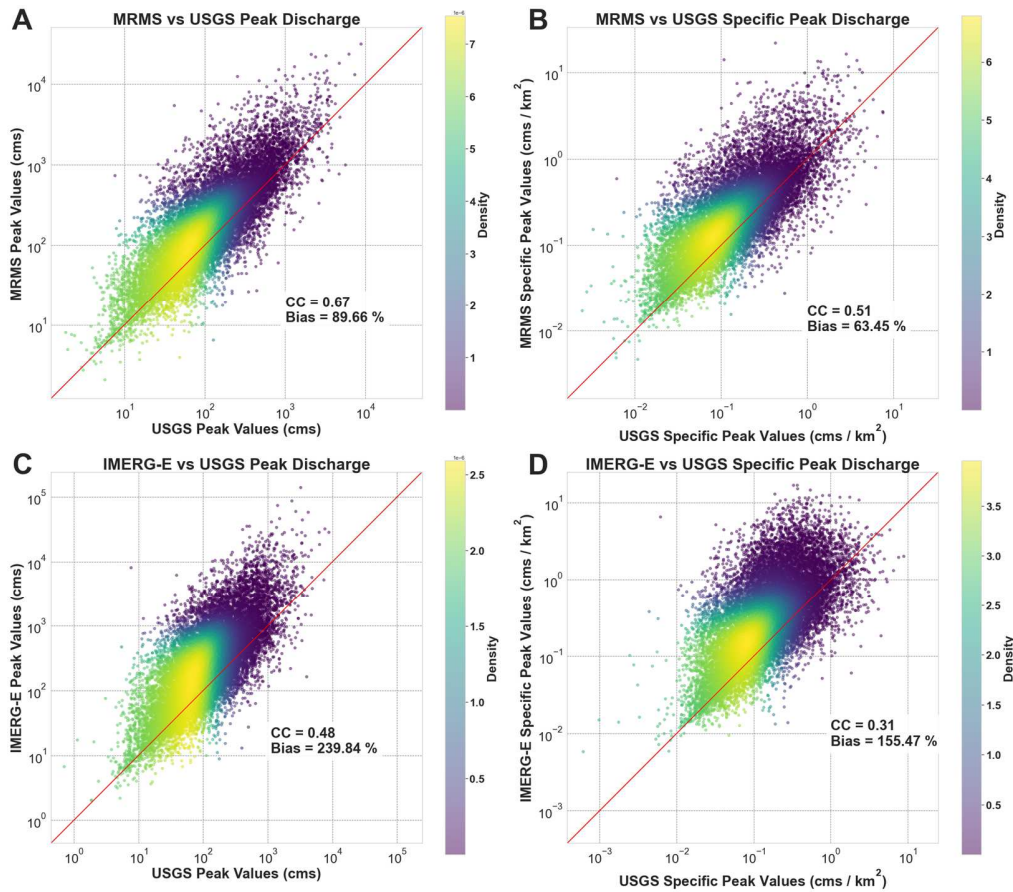 A
MRMS vs USGS Peak Discharge
1e−6
MRMS Peak Values (cms)
10^4
10^3
10^2
10^1
CC = 0.67
Bias = 89.66 %
10^1 10^2 10^3 10^4
USGS Peak Values (cms)
7
6
5
4
3
2
1
Density
B
MRMS vs USGS Specific Peak Discharge
MRMS Specific Peak Values (cms / km^2)
10^1
10^0
10^−1
10^−2
CC = 0.51
Bias = 63.45 %
10^−2 10^−1 10^0 10^1
USGS Specific Peak Values (cms / km^2)
6
5
4
3
2
1
Density
C
IMERG-E vs USGS Peak Discharge
1e−6
IMERG-E Peak Values (cms)
10^5
10^4
10^3
10^2
10^1
10^0
CC = 0.48
Bias = 239.84 %
10^0 10^1 10^2 10^3 10^4 10^5
USGS Peak Values (cms)
2.5
2.0
1.5
1.0
0.5
Density
D
IMERG-E vs USGS Specific Peak Discharge
IMERG-E Specific Peak Values (cms / km^2)
10^1
10^0
10^−1
10^−2
10^−3
CC = 0.31
Bias = 155.47 %
10^−3 10^−2 10^−1 10^0 10^1
USGS Specific Peak Values (cms / km^2)
3.5
3.0
2.5
2.0
1.5
1.0
0.5
Density